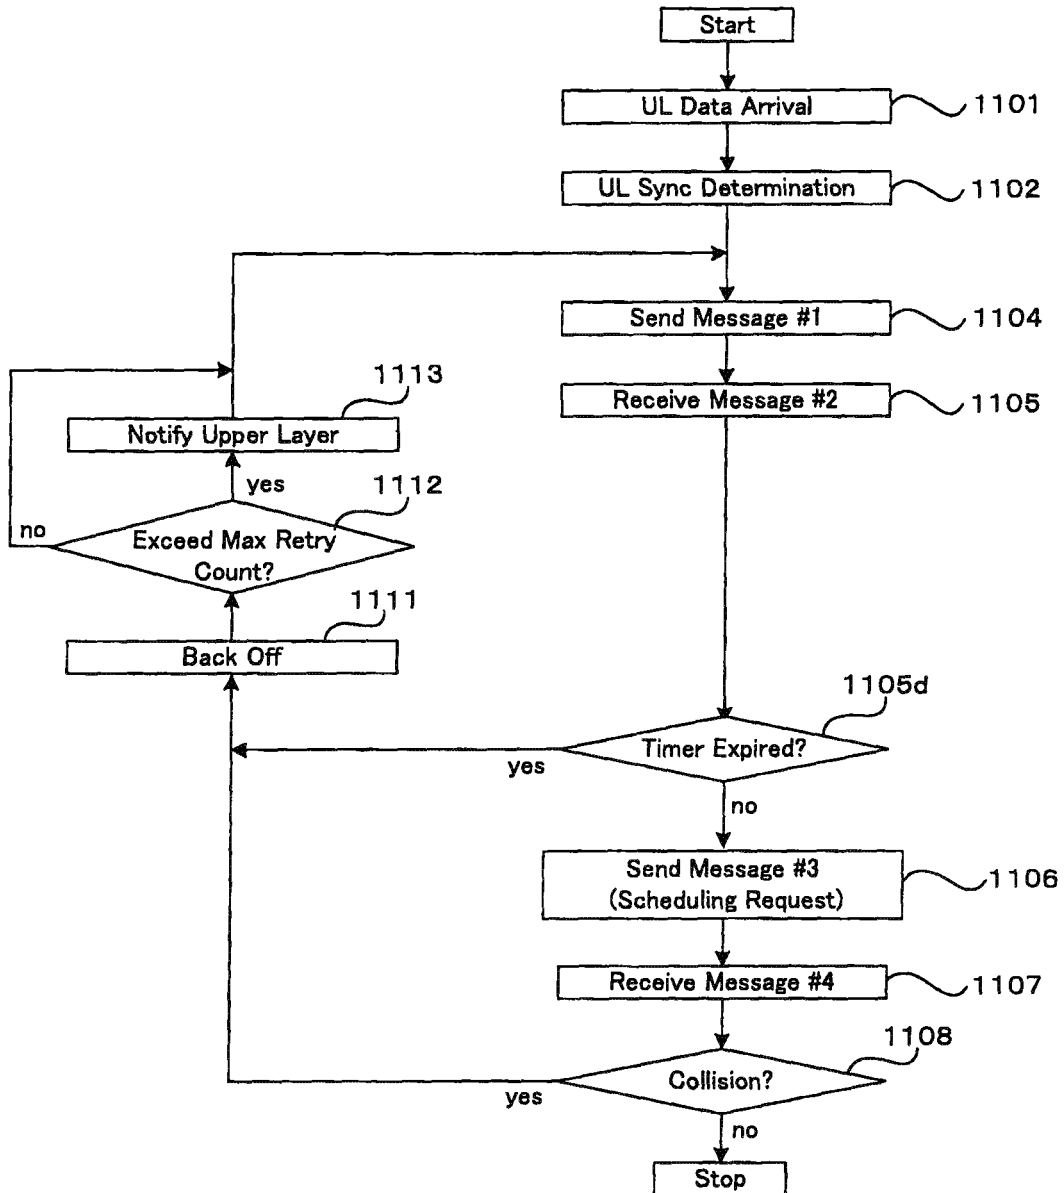 Start
UL Data Arrival
1101
UL Sync Determination
1102
Send Message #1
1104
Receive Message #2
1105
1113
Notify Upper Layer
yes
1112
no
Exceed Max Retry
Count?
1111
Back Off
1105d
Timer Expired?
yes
no
Send Message #3
(Scheduling Request)
1106
Receive Message #4
1107
1108
Collision?
yes
no
Stop